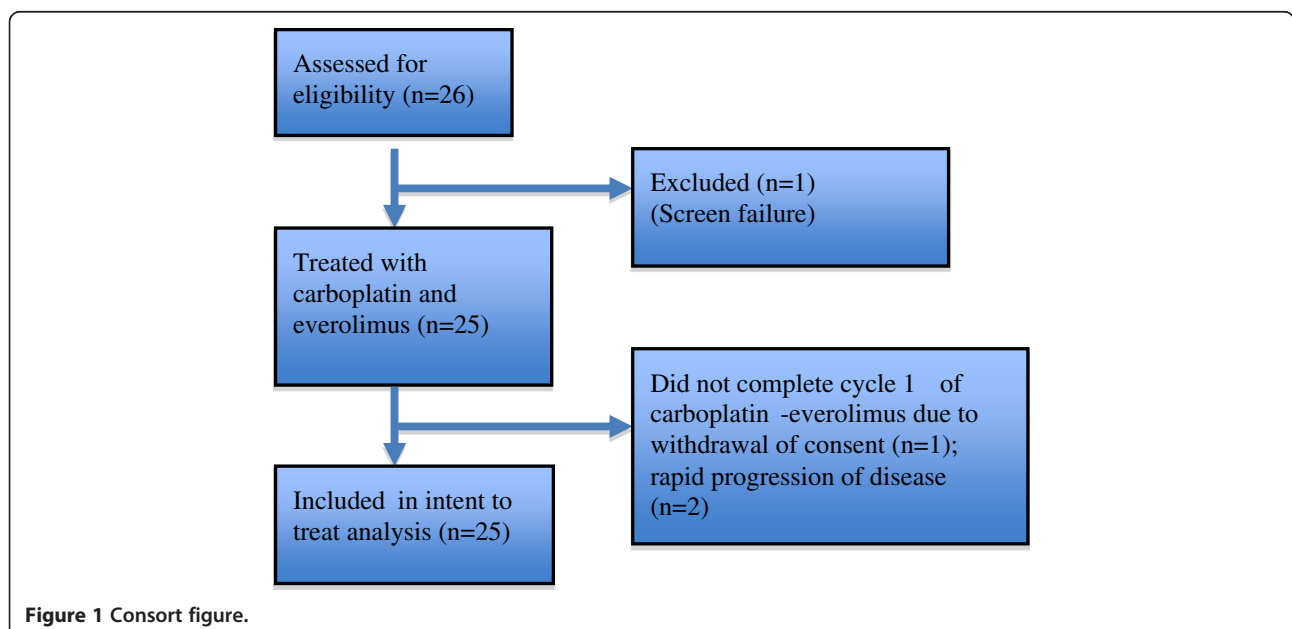 Assessed for
eligibility (n=26)
Excluded (n=1)
(Screen failure)
Treated with
carboplatin and
everolimus (n=25)
Did not complete cycle 1 of
carboplatin -everolimus due to
withdrawal of consent (n=1);
rapid progression of disease
(n=2)
Included in intent to
treat analysis (n=25)
Figure 1 Consort figure.